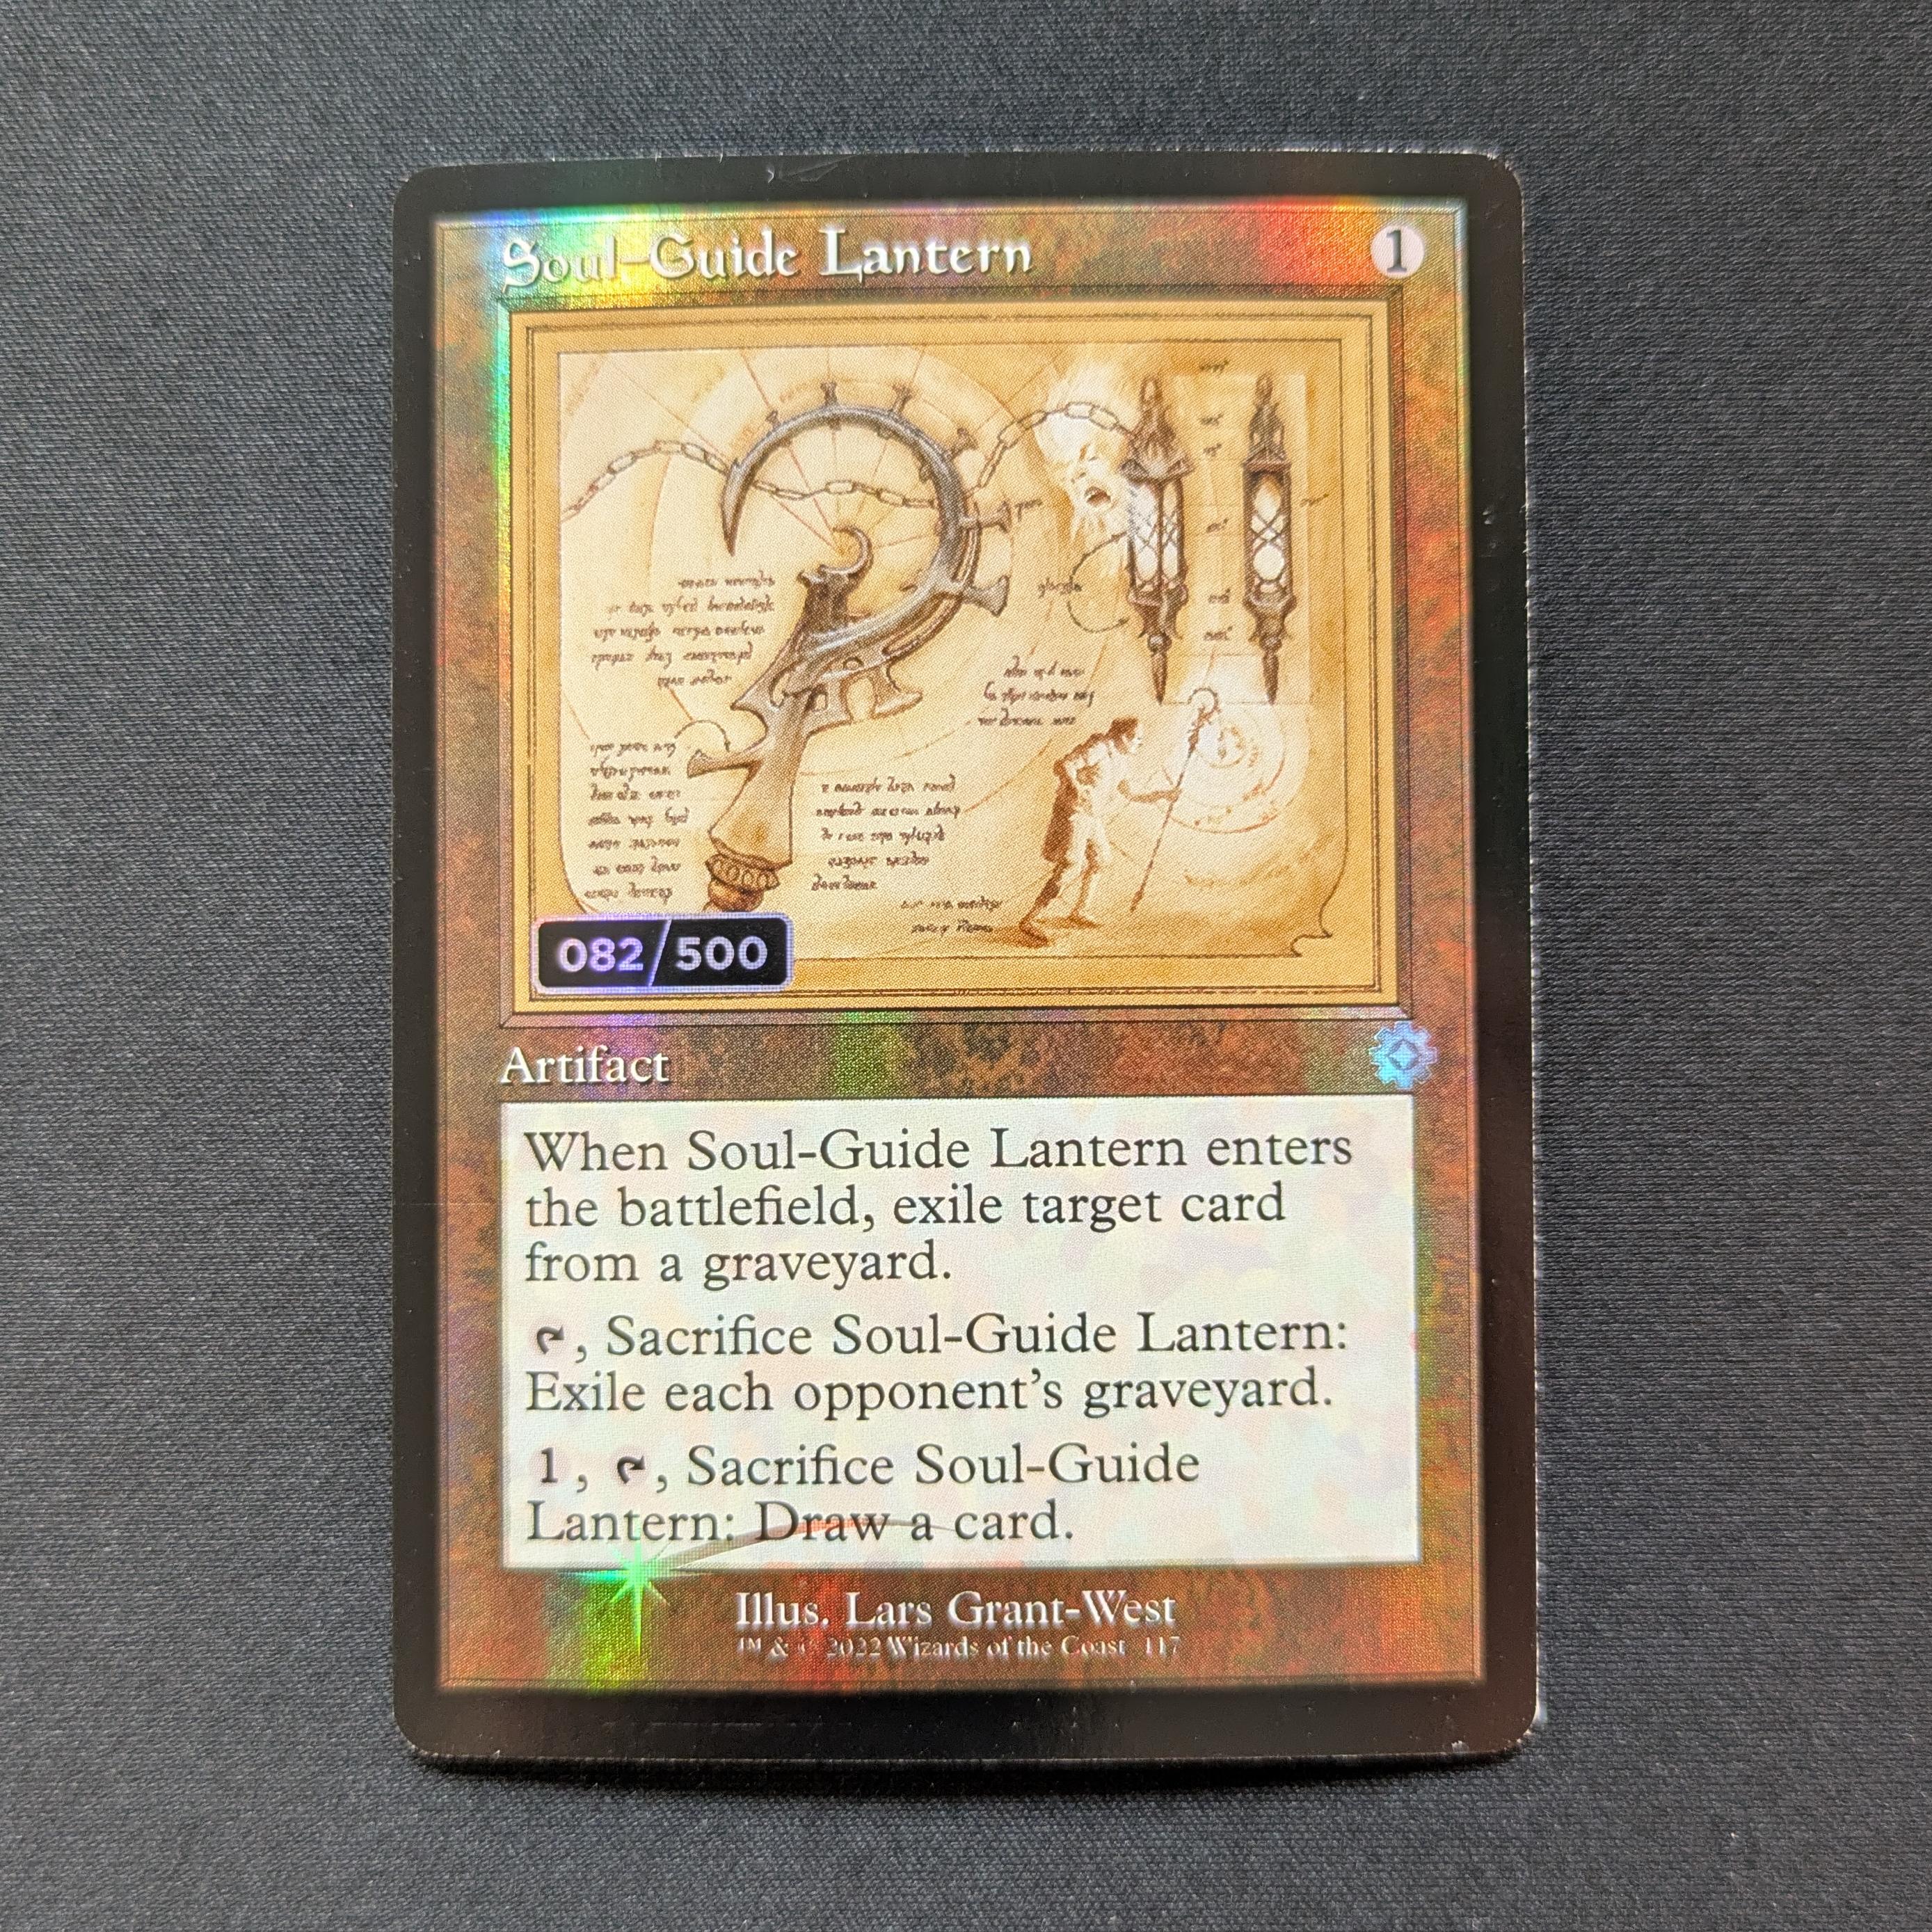 Soul-Guide Lantern 1
082/500
Artifact
When Soul-Guide Lantern enters
the battlefield, exile target card
from a graveyard.
, Sacrifice Soul-Guide Lantern:
Exile each opponent's graveyard.
1, , Sacrifice Soul-Guide
Lantern: Draw a card.
Illus. Lars Grant-West
™ & © 2022 Wizards of the Coast 117